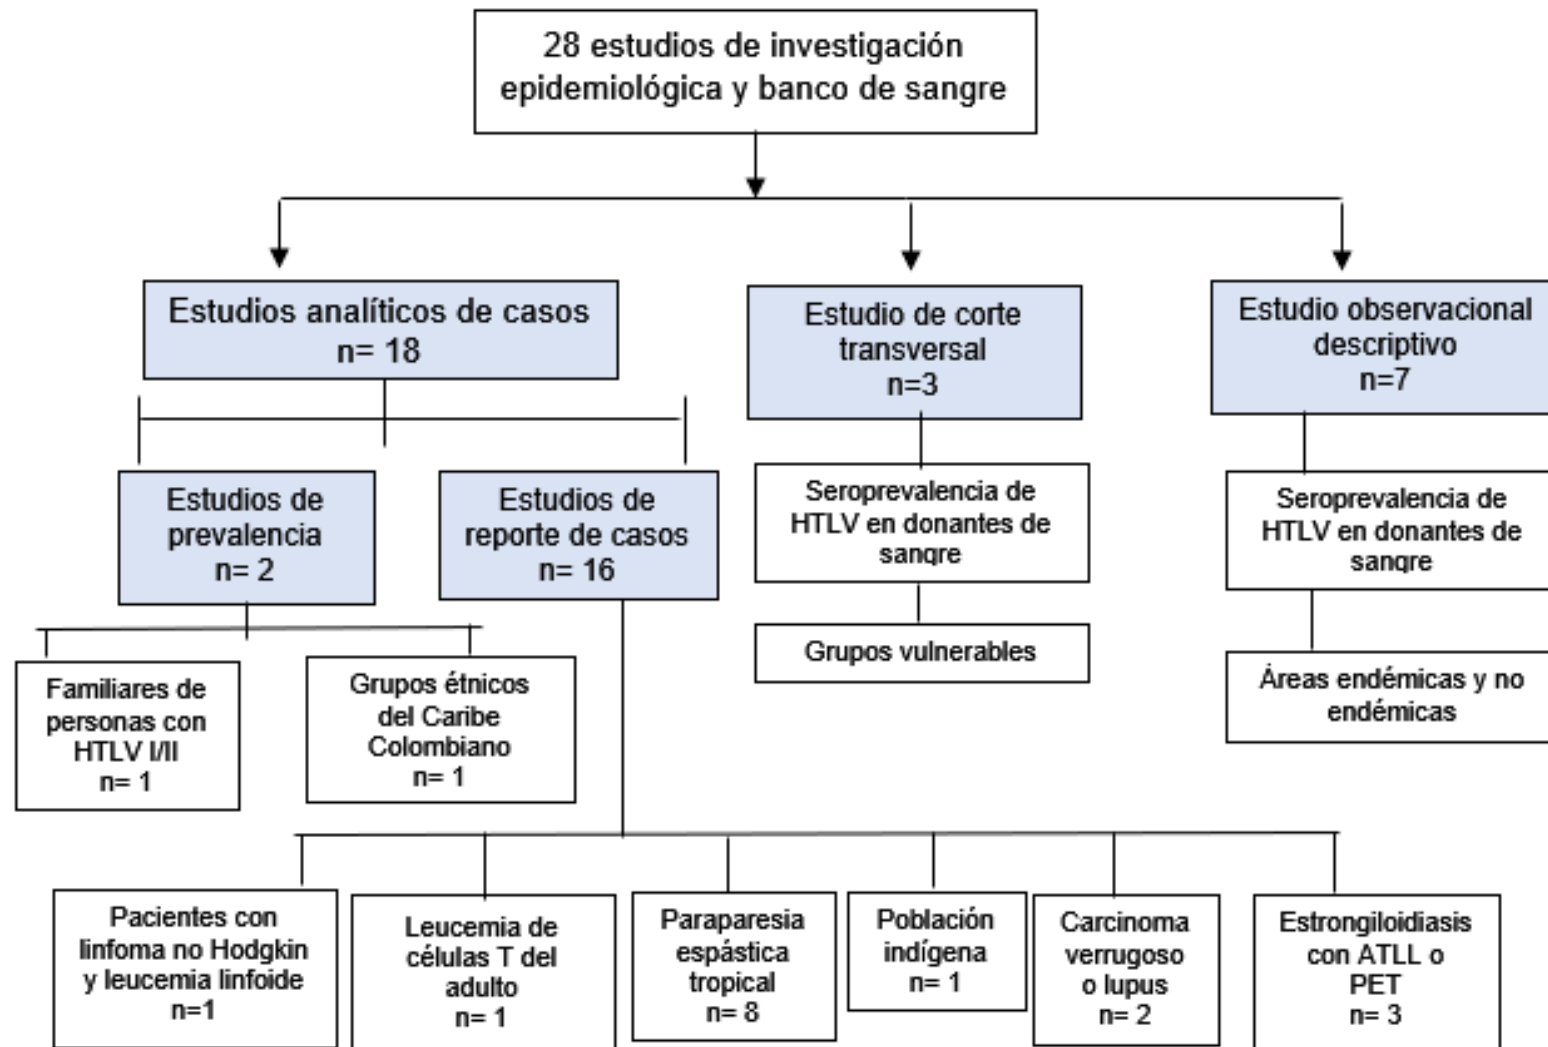 28 estudios de investigación
epidemiológica y banco de sangre
Estudios analíticos de casos
n= 18
Estudio de corte
transversal
n=3
Estudio observacional
descriptivo
n=7
Estudios de
prevalencia
n= 2
Estudios de
reporte de casos
n= 16
Seroprevalencia de
HTLV en donantes de
sangre
Seroprevalencia de
HTLV en donantes de
sangre
Familiares de
personas con
HTLV I/II
n= 1
Grupos étnicos
del Caribe
Colombiano
n= 1
Grupos vulnerables
Áreas endémicas y no
endémicas
Pacientes con
linfoma no Hodgkin
y leucemia linfoide
n=1
Leucemia de
células T del
adulto
n= 1
Paraparesia
espástica
tropical
n= 8
Población
indígena
n= 1
Carcinoma
verrugoso
o lupus
n= 2
Estrongiloidiasis
con ATLL o
PET
n= 3